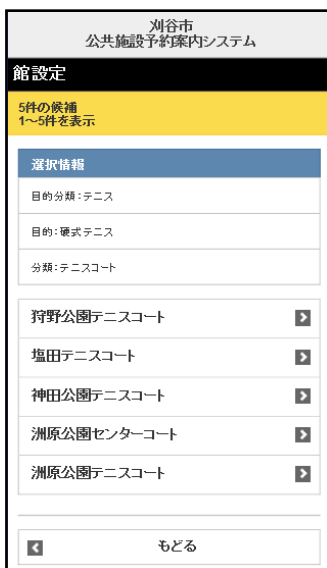 刈谷市
公共施設予約案内システム
館設定
5件の候補
1～5件を表示
選択情報
目的分類:テニス
目的:硬式テニス
分類:テニスコート
狩野公園テニスコート
塩田テニスコート
神田公園テニスコート
洲原公園センターコート
洲原公園テニスコート
もどる